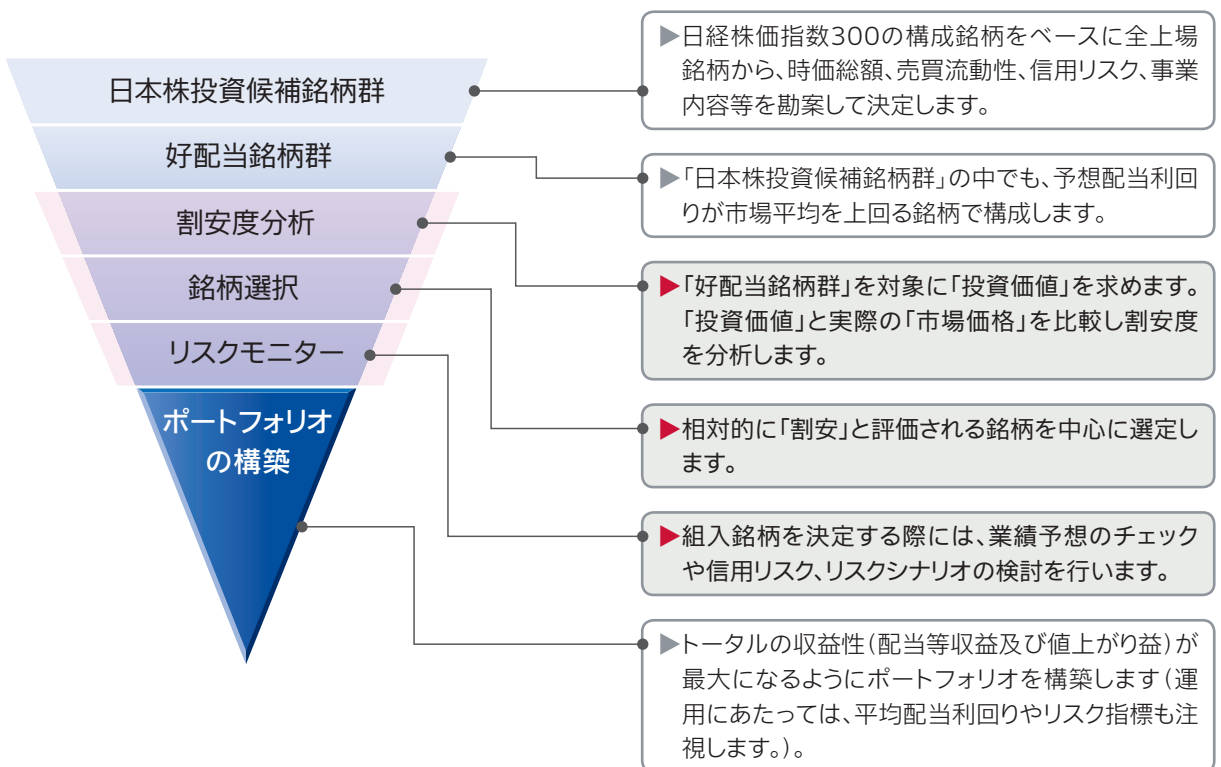 日本株投資候補銘柄群
▶日経株価指数300の構成銘柄をベースに全上場
銘柄から、時価総額、売買流動性、信用リスク、事業
内容等を勘案して決定します。
好配当銘柄群
▶「日本株投資候補銘柄群」の中でも、予想配当利回
りが市場平均を上回る銘柄で構成します。
割安度分析
▶「好配当銘柄群」を対象に「投資価値」を求めます。
「投資価値」と実際の「市場価格」を比較し割安度
を分析します。
銘柄選択
▶相対的に「割安」と評価される銘柄を中心に選定し
ます。
リスクモニター
▶組入銘柄を決定する際には、業績予想のチェック
や信用リスク、リスクシナリオの検討を行います。
ポートフォリオ
の構築
▶トータルの収益性(配当等収益及び値上がり益)が
最大になるようにポートフォリオを構築します(運
用にあたっては、平均配当利回りやリスク指標も注
視します。)。